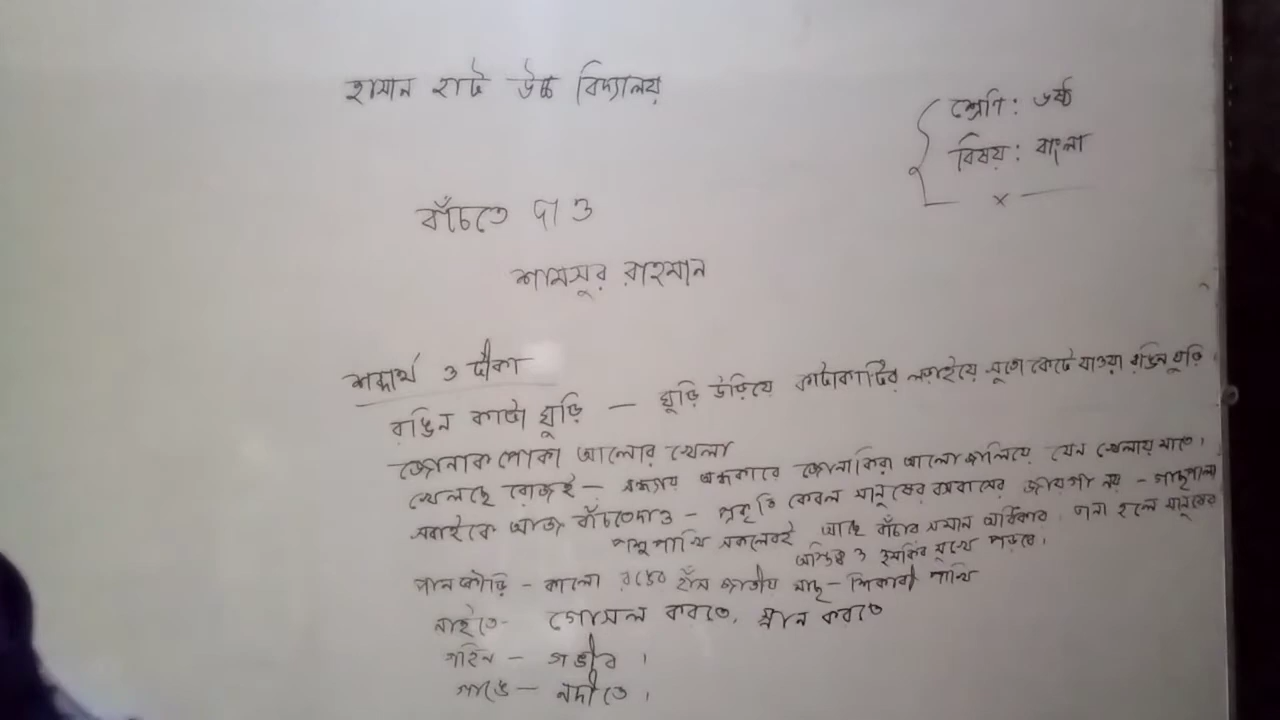 হাসান হাট উচ্চ বিদ্যালয়
শ্রেণি: ৬ষ্ঠ
বিষয়: বাংলা
বাঁচতে দাও
শামসুর রাহমান
শব্দার্থ ও টীকা
রঙিন কাটা ঘুড়ি — ঘুড়ি উড়িয়ে কাটাকাটির লড়াইয়ে সুতো কেটে যাওয়া রঙিন ঘুড়ি।
জোনাক পোকা আলোর খেলা
খেলছে রোজই – সন্ধ্যায় অন্ধকারে জোনাকিরা আলো জ্বালিয়ে যেন খেলায় মাতে।
সবাইকে আজ বাঁচতেদাও – প্রকৃতি কেবল মানুষের বসবাসের জায়গা নয় – গাছপালা
পশুপাখি সকলেরই আছে বাঁচার সমান অধিকার। তা না হলে মানুষের
অস্তিত্ব ও হুমকির মুখে পড়বে।
পানকৌড়ি – কালো রঙের হাঁস জাতীয় মাছ – শিকারী পাখি
নাইতে- গোসল করতে, স্নান করতে
গহিন – গভীর ।
গাঙে – নদীতে ।